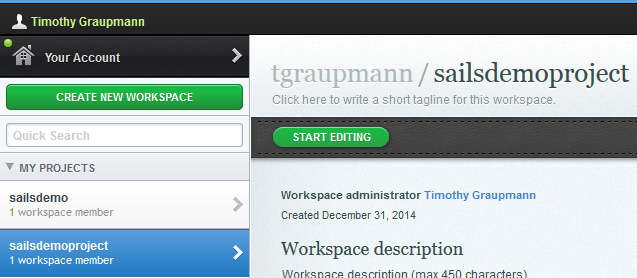 Timothy Graupmann
Your Account
CREATE NEW WORKSPACE
Quick Search
MY PROJECTS
sailsdemo
1 workspace member
sailsdemoproject
1 workspace member
tgraupmann / sailsdemoproject
Click here to write a short tagline for this workspace.
START EDITING
Workspace administrator Timothy Graupmann
Created December 31, 2014
Workspace description
Workspace description (max 450 characters)